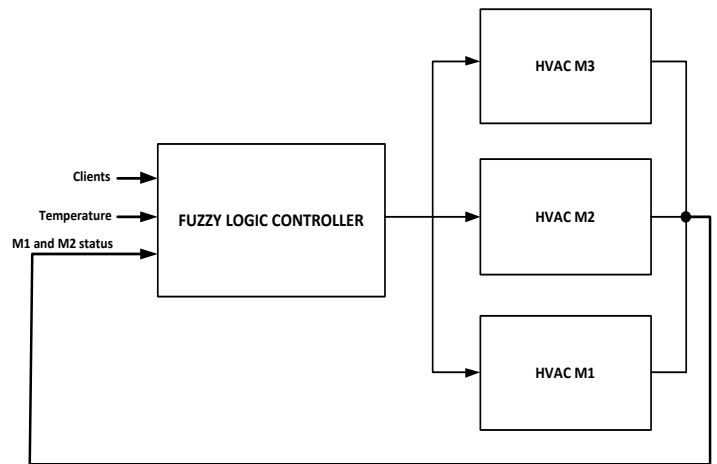 HVAC M3
Clients
Temperature
M1 and M2 status
FUZZY LOGIC CONTROLLER
HVAC M2
HVAC M1